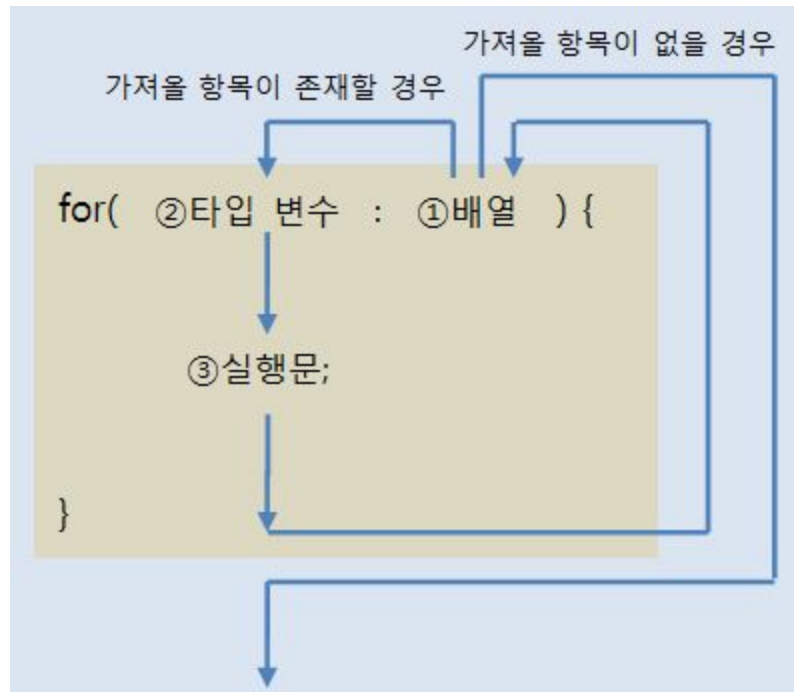 가져올 항목이 없을 경우
가져올 항목이 존재할 경우
for( ②타입 변수 : ①배열 ) {
③실행문;
}